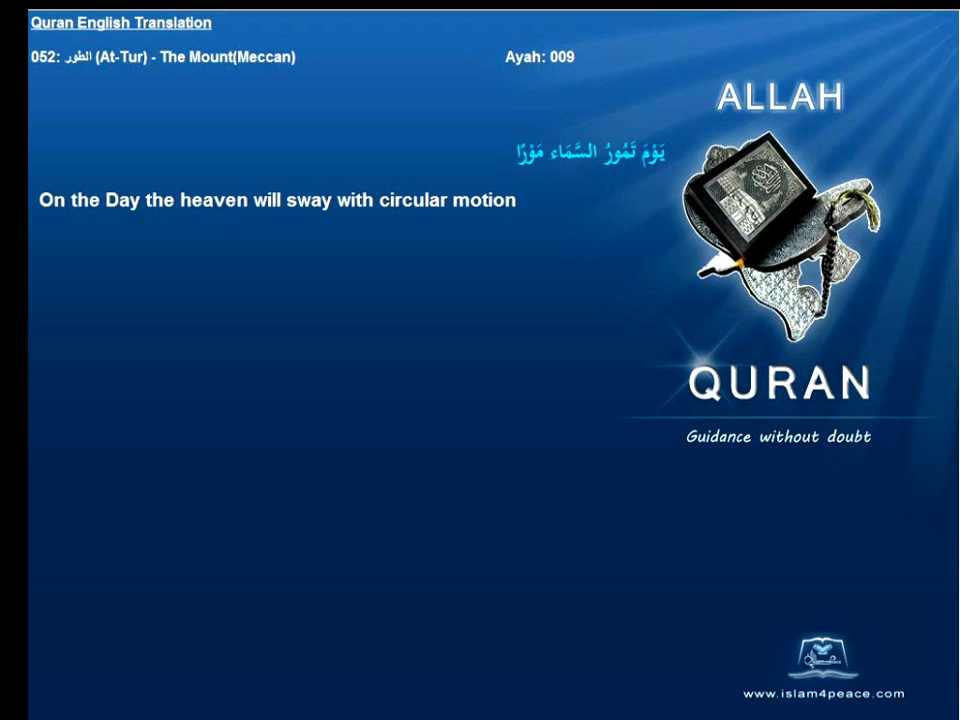 Quran English Translation
052: الطور (At-Tur) - The Mount(Meccan) Ayah: 009
ALLAH
يَوْمَ تَمُورُ السَّمَاء مَوْرًا
On the Day the heaven will sway with circular motion
QURAN
Guidance without doubt
www.islam4peace.com